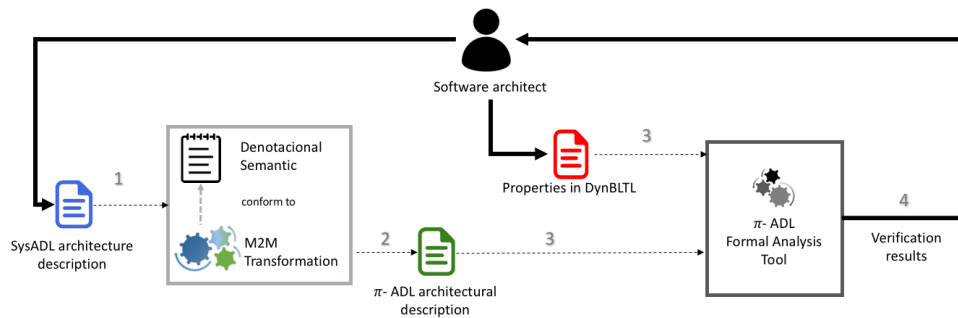 Software architect
1
SysADL architecture
description
Denotacional
Semantic
conform to
M2M
Transformation
2
π- ADL architectural
description
3
Properties in DynBLTL
3
π- ADL
Formal Analysis
Tool
4
Verification
results